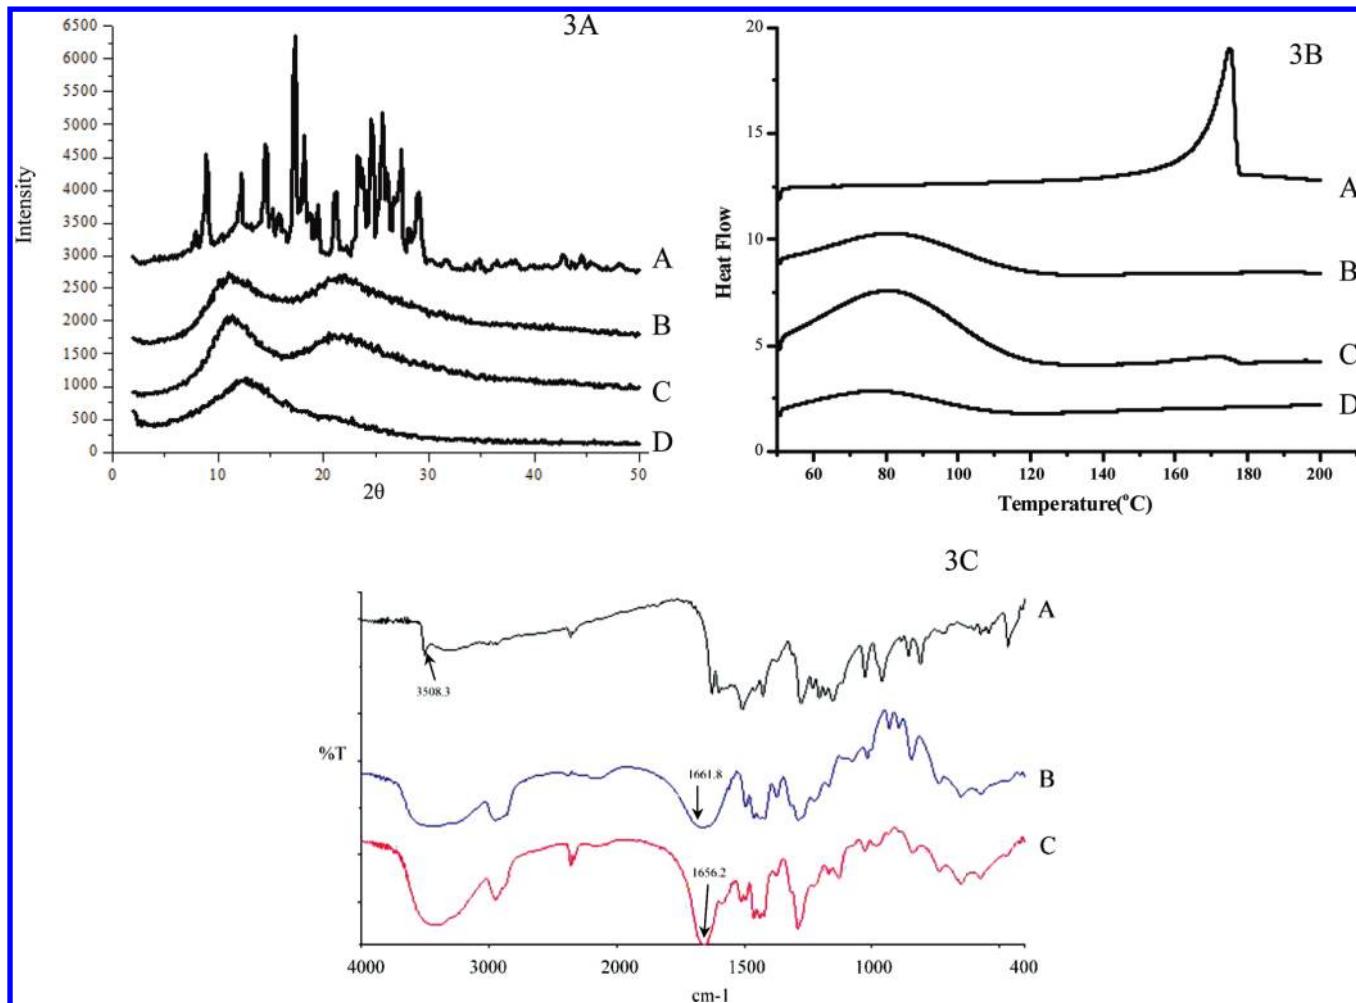 3A
6500
6000
5500
5000
4500
4000
3500
3000
2500
2000
1500
1000
500
0
Intensity
A
B
C
D
0 10 20 30 40 50
2θ
3B
20
15
10
5
0
Heat Flow
A
B
C
D
60 80 100 120 140 160 180 200
Temperature(°C)
3C
A
3508.3
%T
1661.8
B
1656.2
C
4000 3000 2000 1500 1000 400
cm-1